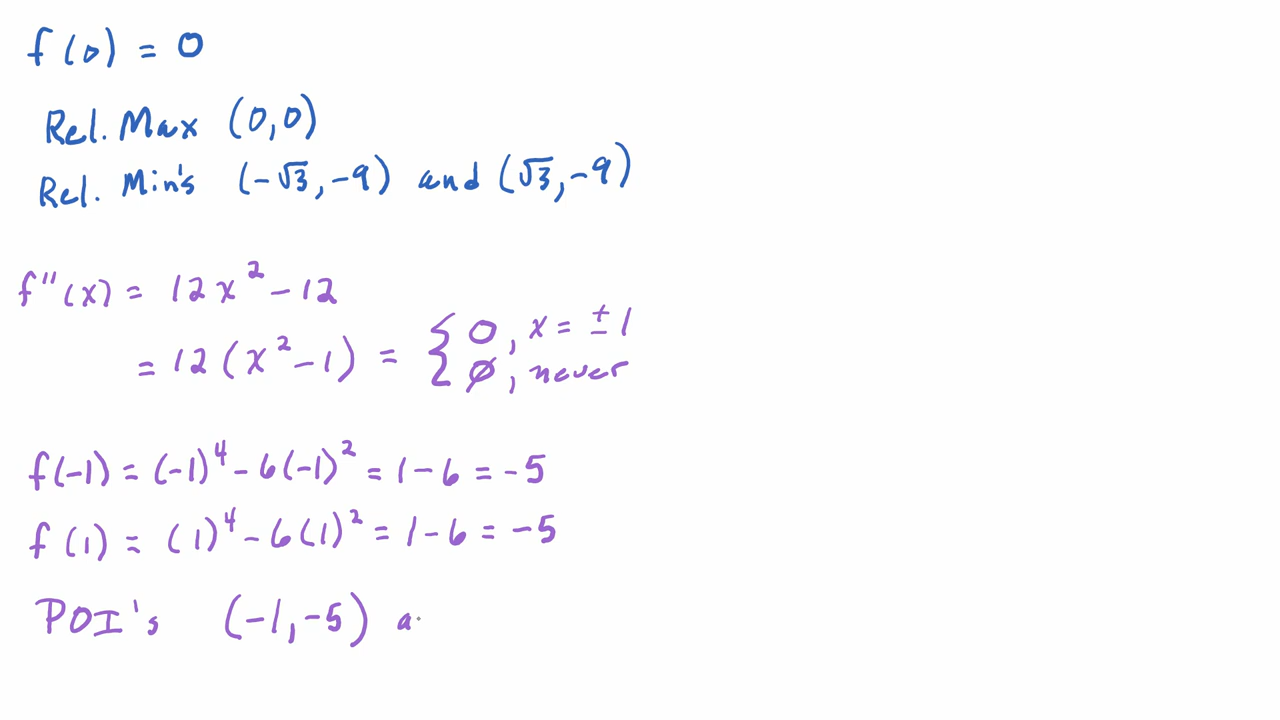 f(0) = 0
Rel. Max (0,0)
Rel. Min's (-√3, -9) and (√3, -9)
f''(x) = 12x² - 12
= 12(x² - 1) = { 0, x = ±1
∅, never
f(-1) = (-1)⁴ - 6(-1)² = 1 - 6 = -5
f(1) = (1)⁴ - 6(1)² = 1 - 6 = -5
POI's (-1, -5) a